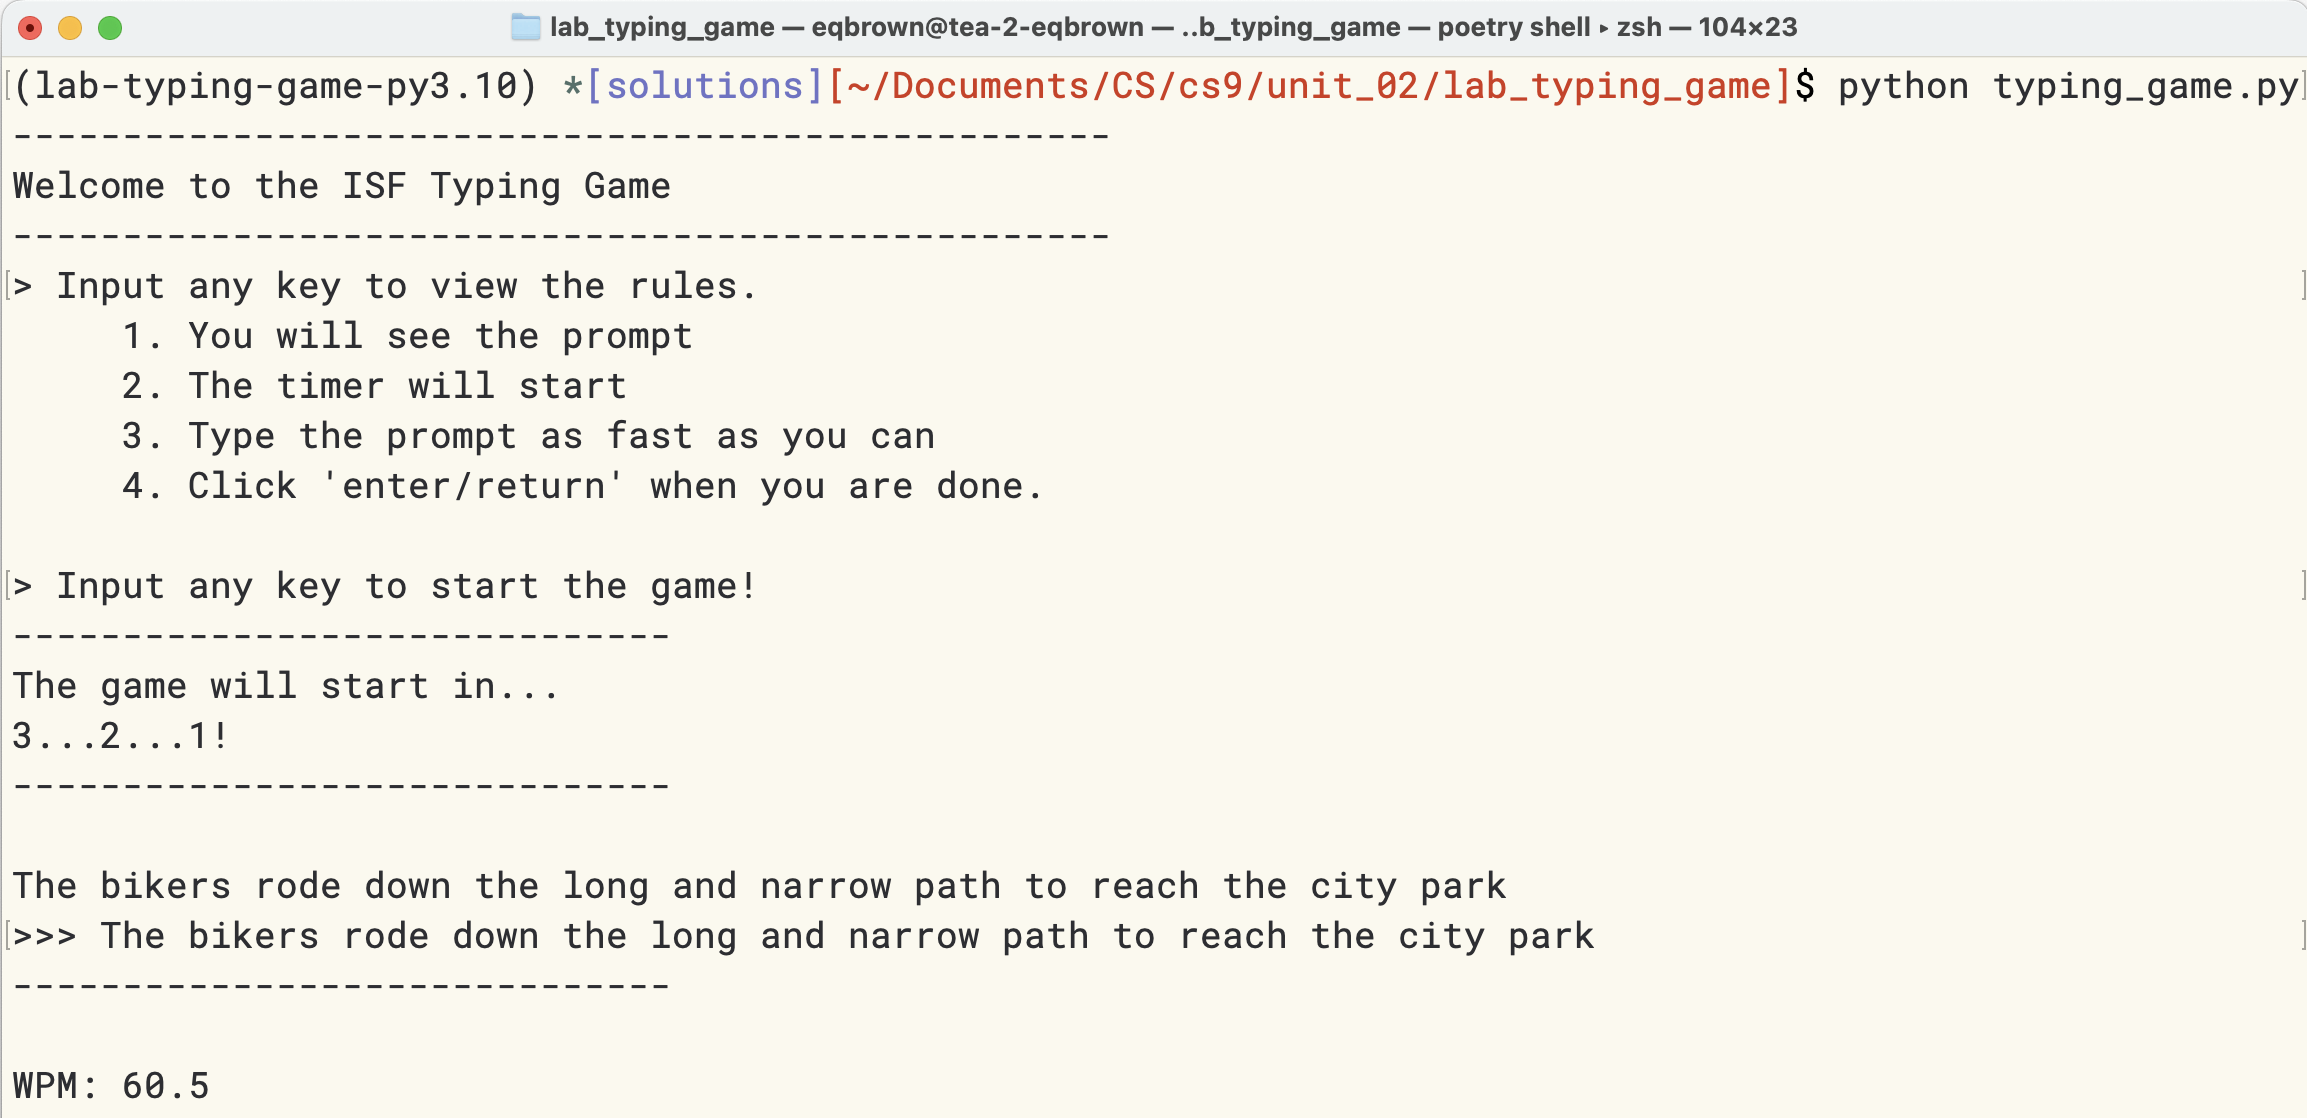 lab_typing_game — eqbrown@tea-2-eqbrown — ..b_typing_game — poetry shell ▸ zsh — 104×23
(lab-typing-game-py3.10) *[solutions][~/Documents/CS/cs9/unit_02/lab_typing_game]$ python typing_game.py
--------------------------------------------------
Welcome to the ISF Typing Game
--------------------------------------------------
> Input any key to view the rules.
     1. You will see the prompt
     2. The timer will start
     3. Type the prompt as fast as you can
     4. Click 'enter/return' when you are done.
> Input any key to start the game!
------------------------------
The game will start in...
3...2...1!
------------------------------
The bikers rode down the long and narrow path to reach the city park
>>> The bikers rode down the long and narrow path to reach the city park
------------------------------
WPM: 60.5